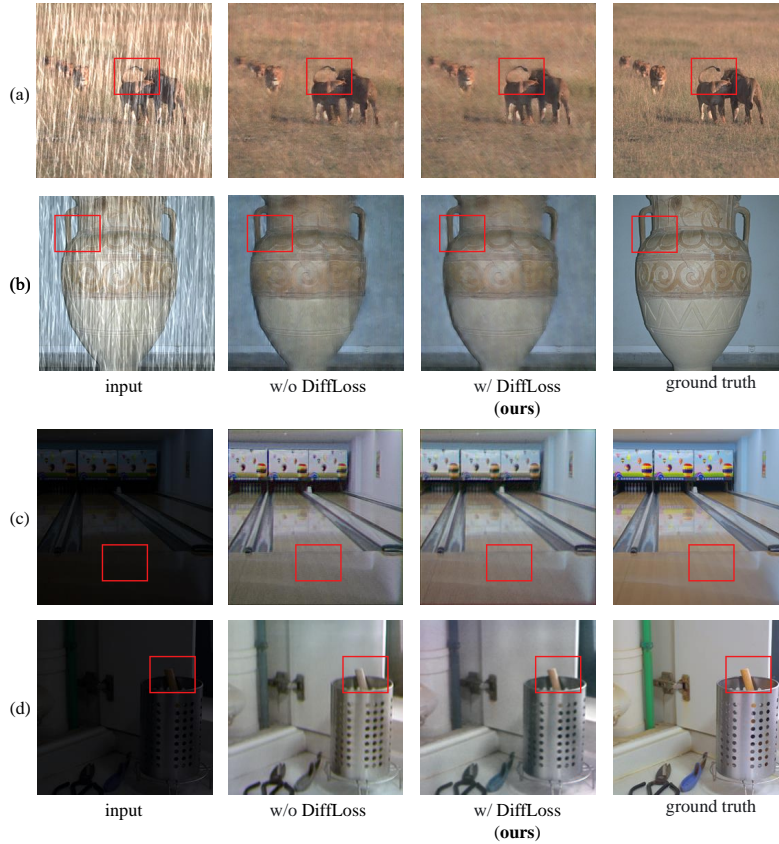 (a)
(b)
input w/o DiffLoss w/ DiffLoss ground truth
(ours)
(c)
(d)
input w/o DiffLoss w/ DiffLoss ground truth
(ours)